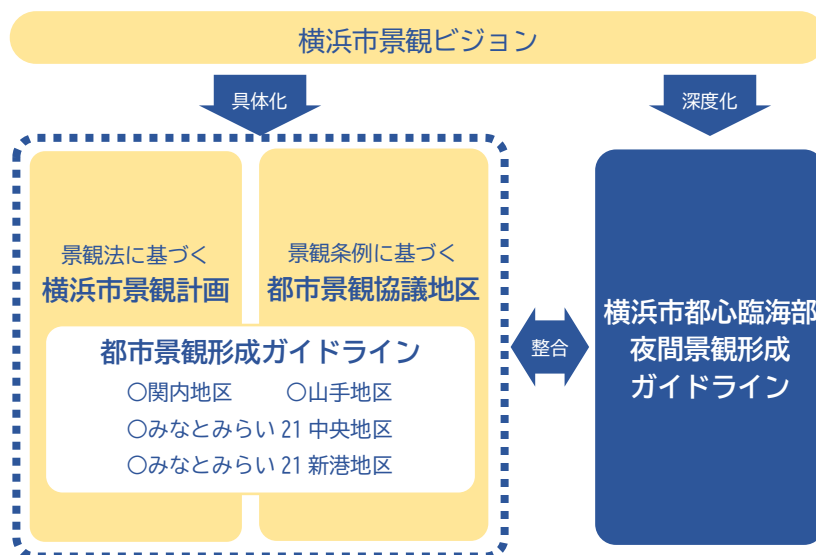 横浜市景観ビジョン
具体化
深度化
景観法に基づく
横浜市景観計画
景観条例に基づく
都市景観協議地区
都市景観形成ガイドライン
〇関内地区 〇山手地区
〇みなとみらい 21 中央地区
〇みなとみらい 21 新港地区
整合
横浜市都心臨海部
夜間景観形成
ガイドライン